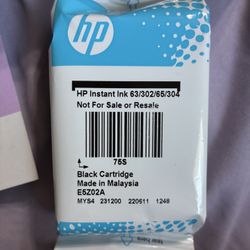 hp
HP Instant Ink 63/302/65/304
Not For Sale or Resale
75S
Black Cartridge
Made in Malaysia
E5Z02A
MYS4 231200 220611 1248